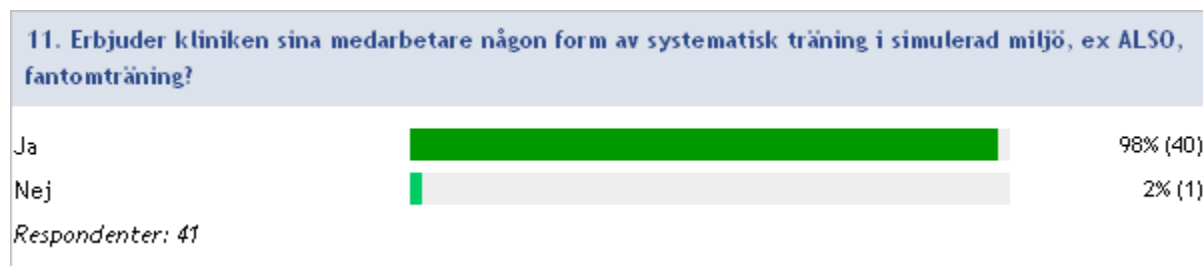 11. Erbjuder kliniken sina medarbetare någon form av systematisk träning i simulerad miljö, ex ALSO,
fantomträning?
Ja 98% (40)
Nej 2% (1)
Respondenter: 41